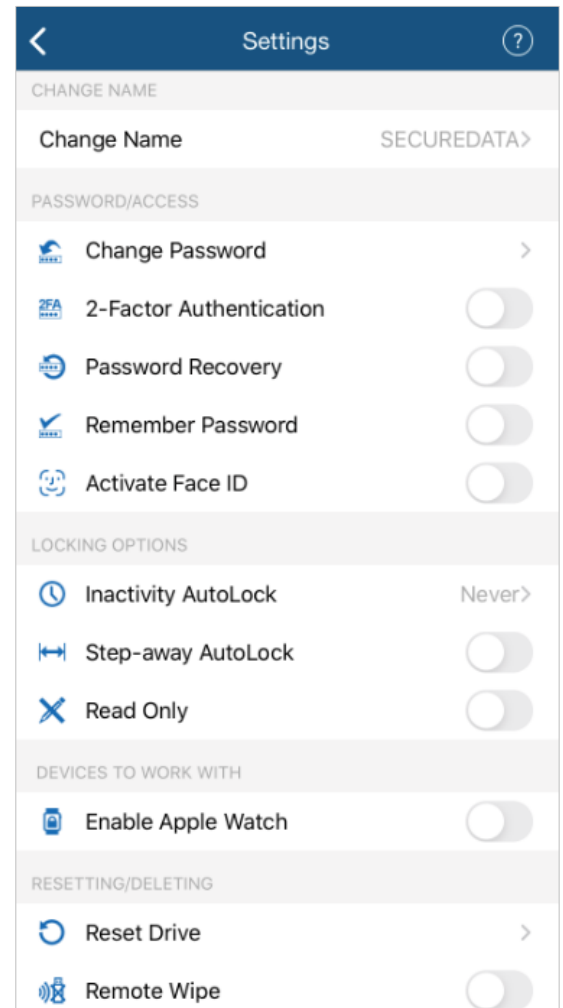 Settings ?
CHANGE NAME
Change Name SECUREDATA>
PASSWORD/ACCESS
Change Password >
2FA 2-Factor Authentication
Password Recovery
Remember Password
Activate Face ID
LOCKING OPTIONS
Inactivity AutoLock Never>
Step-away AutoLock
Read Only
DEVICES TO WORK WITH
Enable Apple Watch
RESETTING/DELETING
Reset Drive >
Remote Wipe